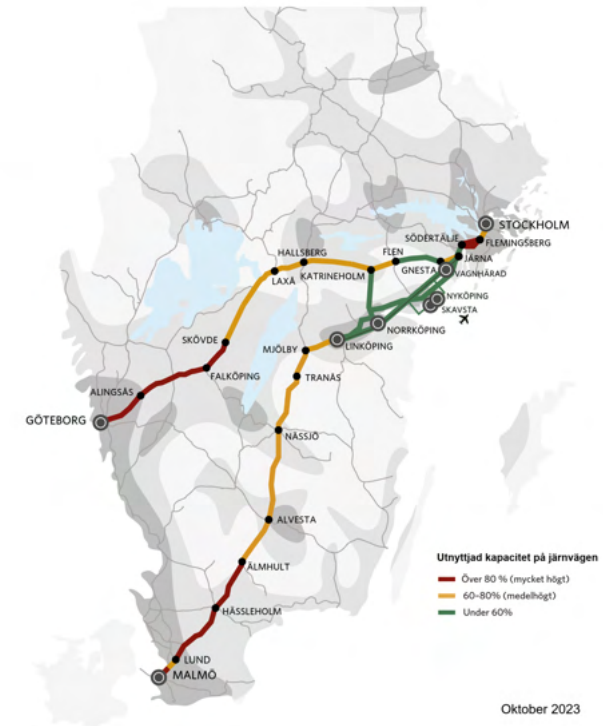 STOCKHOLM
SÖDERTÄLJE
FLEMINGSBERG
HALLSBERG
FLEN
JÄRNA
LAXÅ
KATRINEHOLM
GNESTA
VAGNHÄRAD
NYKÖPING
SKAVSTA
NORRKÖPING
SKÖVDE
MJÖLBY
LINKÖPING
FALKÖPING
TRANÅS
ALINGSÅS
GÖTEBORG
NÄSSJÖ
ALVESTA
Utnyttjad kapacitet på järnvägen
ÄLMHULT
Över 80 % (mycket högt)
60–80% (medelhögt)
HÄSSLEHOLM
Under 60%
LUND
MALMÖ
Oktober 2023